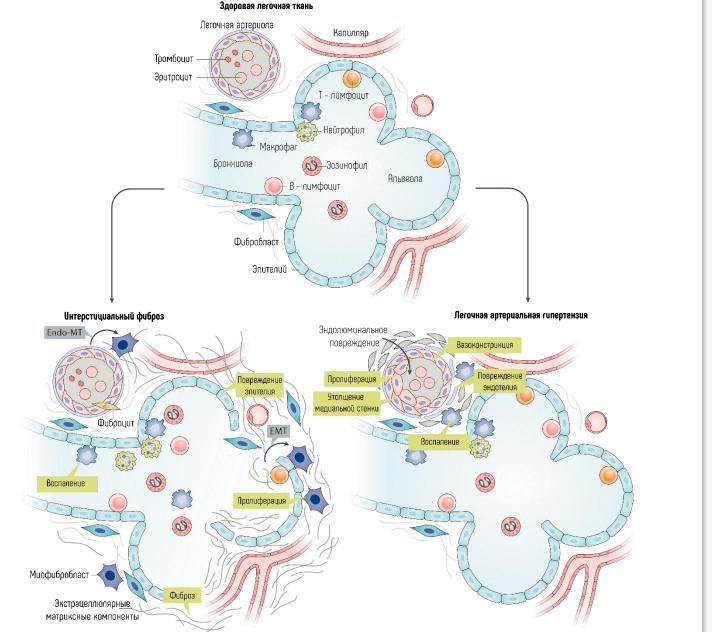 Здоровая легочная ткань
Легочная артериола
Капилляр
Тромбоцит
Эритроцит
Т - лимфоцит
Нейтрофил
Макрофаг
Бронхиола
Эозинофил
Альвеола
В - лимфоцит
Фибробласт
Эпителий
Интерстициальный фиброз
Endo-MT
Повреждение
эпителия
Фиброцит
EMT
Воспаление
Пролиферация
Миофибробласт
Фиброз
Экстрацеллюлярные
матриксные компоненты
Легочная артериальная гипертензия
Эндолюминальное
повреждение
Вазоконстрикция
Пролиферация
Повреждение
эндотелия
Утолщение
медиальной стенки
Воспаление